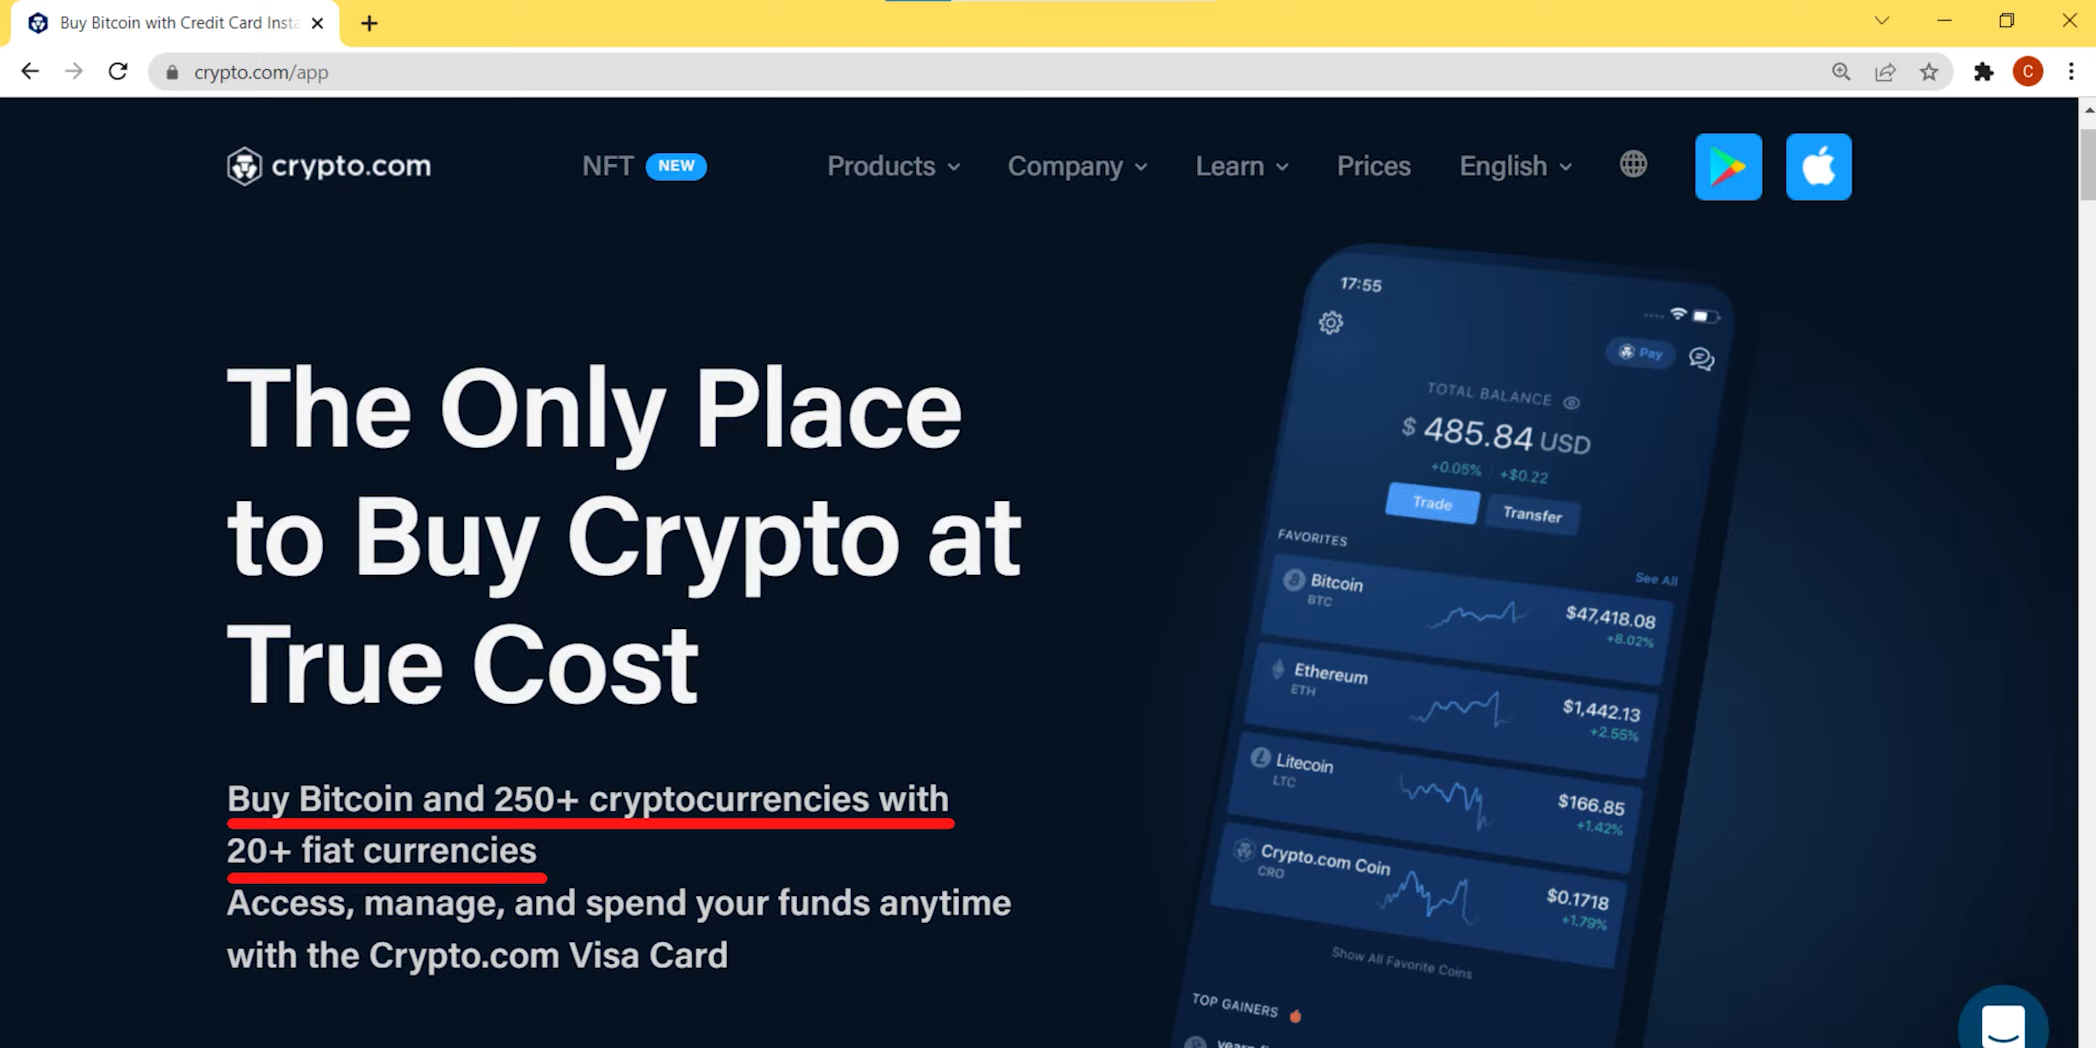 Buy Bitcoin with Credit Card Insta
crypto.com/app
C
crypto.com
NFT NEW Products Company Learn Prices English
The Only Place
to Buy Crypto at
True Cost
Buy Bitcoin and 250+ cryptocurrencies with
20+ fiat currencies
Access, manage, and spend your funds anytime
with the Crypto.com Visa Card
17:55
Pay
TOTAL BALANCE
$ 485.84 USD
+0.05% +$0.22
Trade Transfer
FAVORITES
See All
Bitcoin $47,418.08
BTC +8.02%
Ethereum $1,442.13
ETH +2.55%
Litecoin $166.85
LTC +1.42%
Crypto.com Coin $0.1718
CRO +1.79%
Show All Favorite Coins
TOP GAINERS